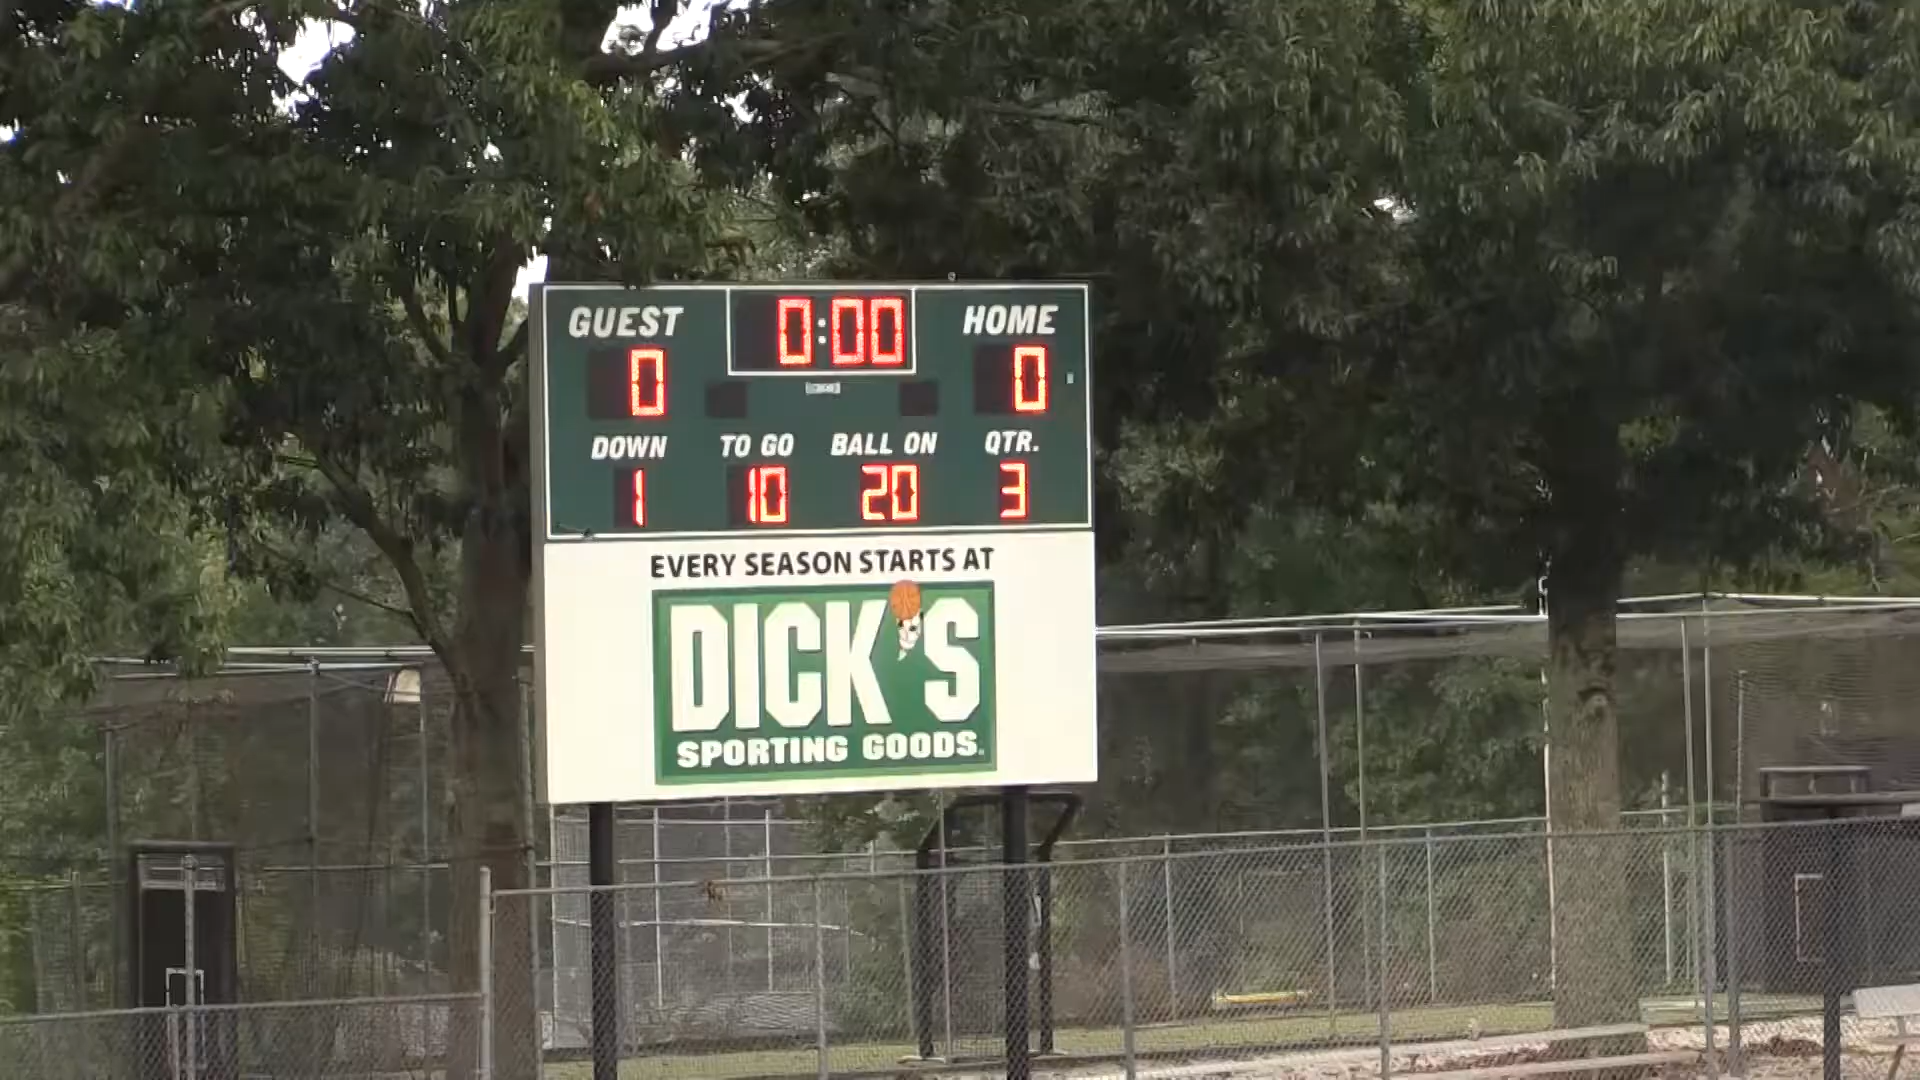 GUEST 0:00 HOME
0 0
DOWN TO GO BALL ON QTR.
1 10 20 3
EVERY SEASON STARTS AT
DICK'S
SPORTING GOODS.